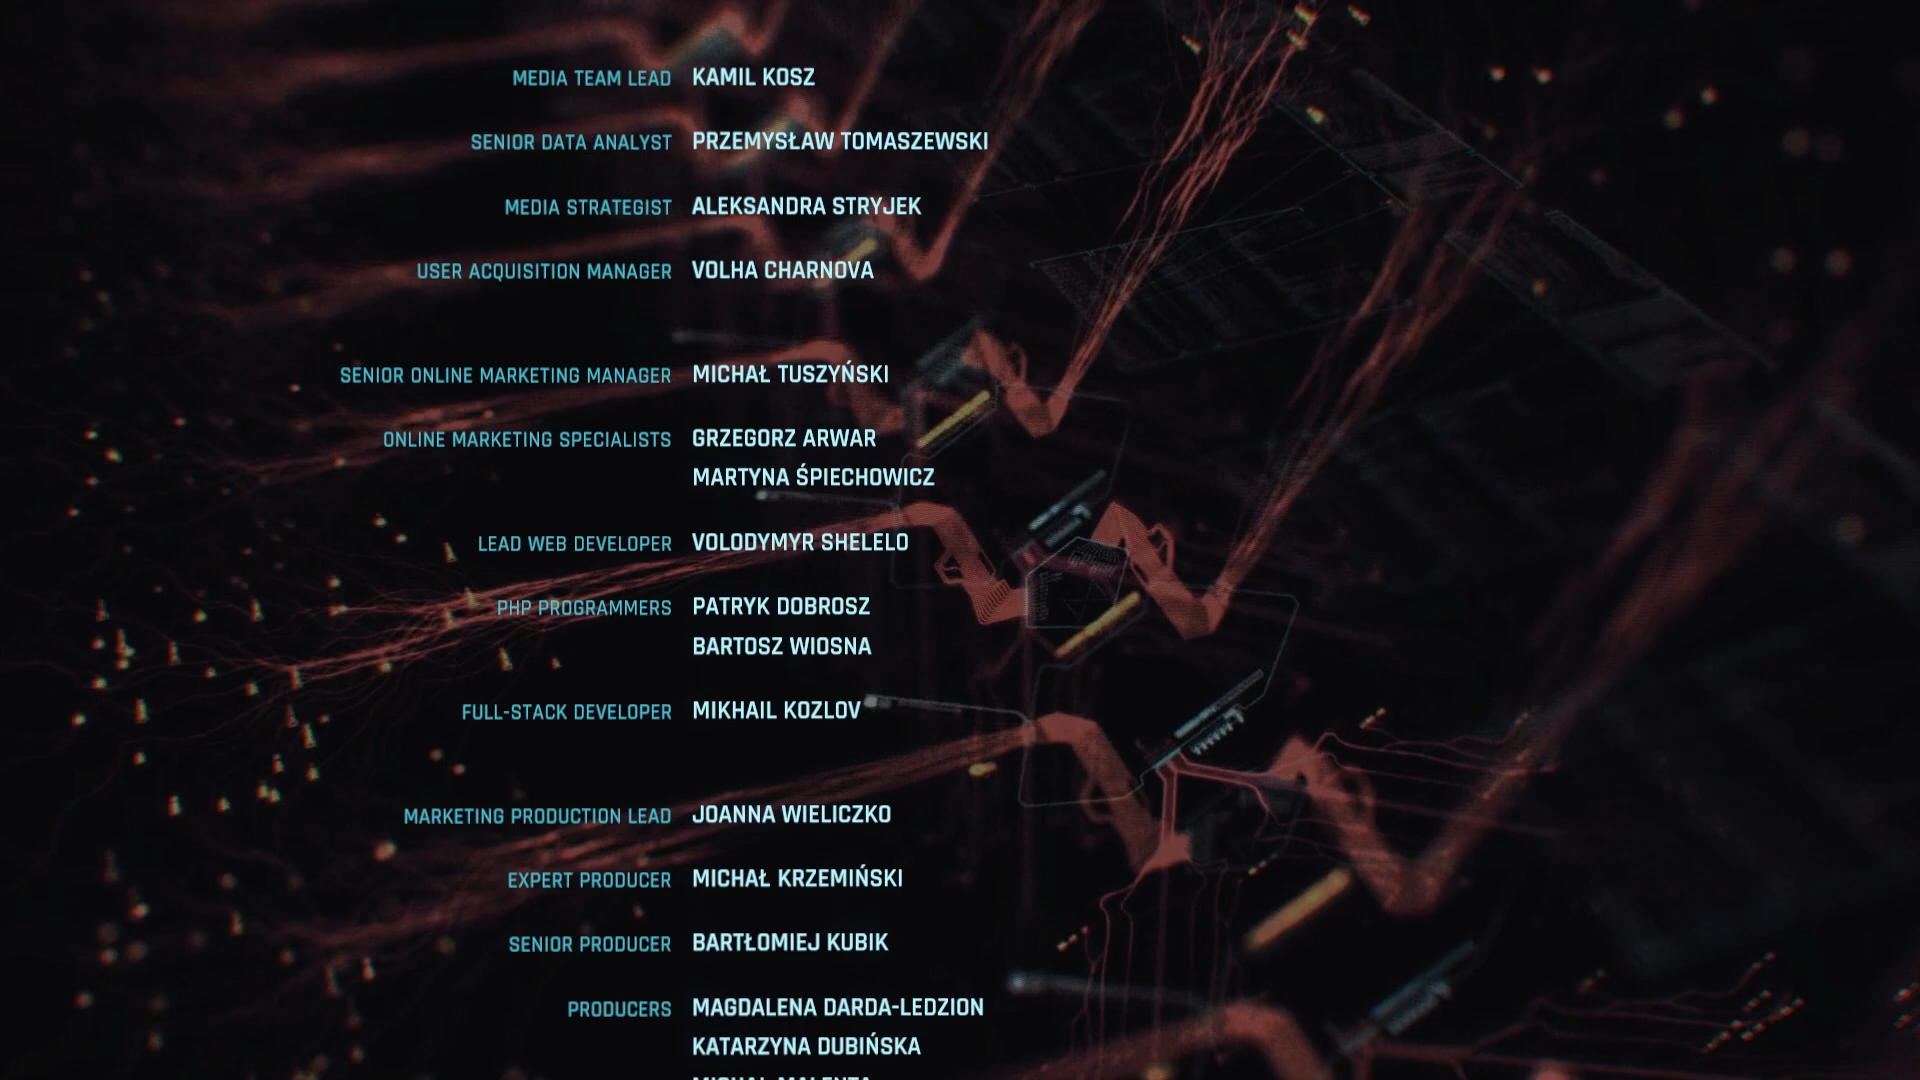 MEDIA TEAM LEAD KAMIL KOSZ
SENIOR DATA ANALYST PRZEMYSŁAW TOMASZEWSKI
MEDIA STRATEGIST ALEKSANDRA STRYJEK
USER ACQUISITION MANAGER VOLHA CHARNOVA
SENIOR ONLINE MARKETING MANAGER MICHAŁ TUSZYŃSKI
ONLINE MARKETING SPECIALISTS GRZEGORZ ARWAR
MARTYNA ŚPIECHOWICZ
LEAD WEB DEVELOPER VOLODYMYR SHELELO
PHP PROGRAMMERS PATRYK DOBROSZ
BARTOSZ WIOSNA
FULL-STACK DEVELOPER MIKHAIL KOZLOV
MARKETING PRODUCTION LEAD JOANNA WIELICZKO
EXPERT PRODUCER MICHAŁ KRZEMIŃSKI
SENIOR PRODUCER BARTŁOMIEJ KUBIK
PRODUCERS MAGDALENA DARDA-LEDZION
KATARZYNA DUBIŃSKA